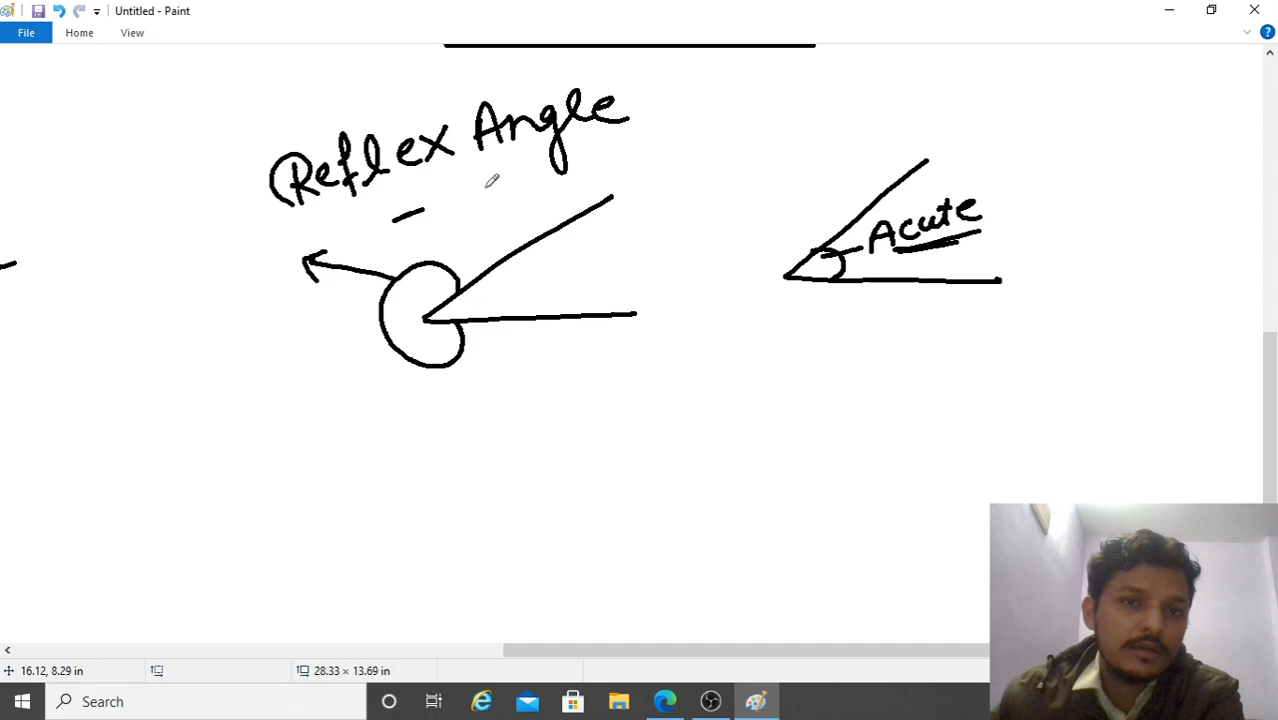 Untitled - Paint
File Home View
Reflex Angle
Acute
16.12, 8.29 in
28.33 × 13.69 in
Search